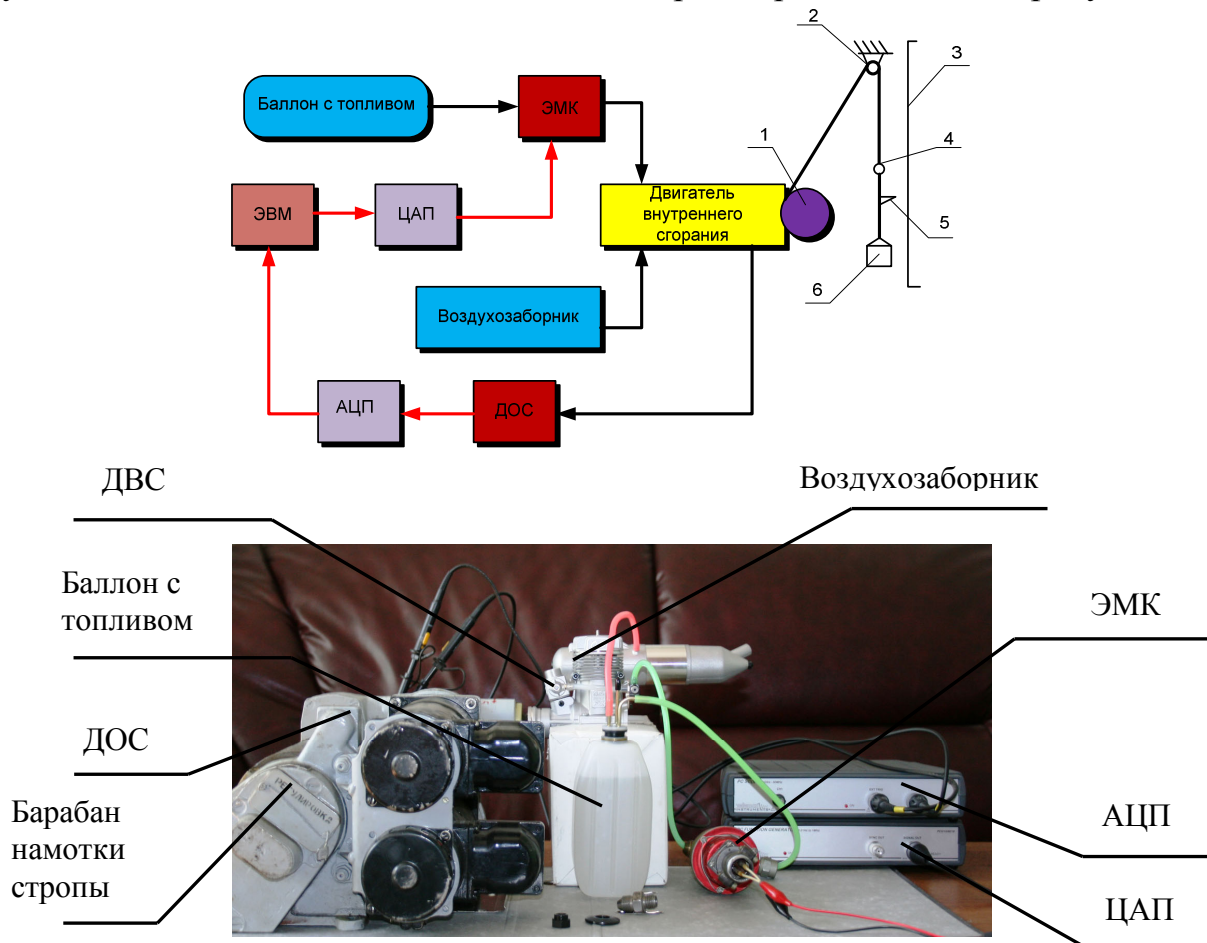 2
3
Баллон с топливом
ЭМК
1
4
ЭВМ
ЦАП
Двигатель
внутреннего
сгорания
5
6
Воздухозаборник
АЦП
ДОС
ДВС
Воздухозаборник
Баллон с
топливом
ЭМК
ДОС
Барабан
намотки
стропы
АЦП
ЦАП